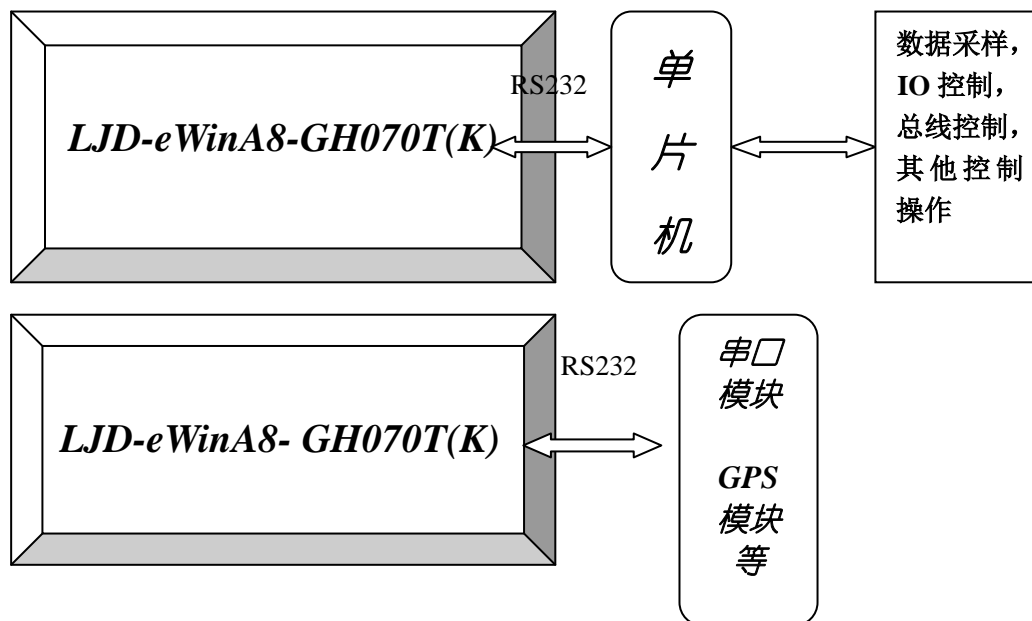 LJD-eWinA8-GH070T(K)
RS232
单
片
机
数据采样，
IO 控制，
总线控制，
其他控制
操作
LJD-eWinA8- GH070T(K)
RS232
串口
模块
GPS
模块
等